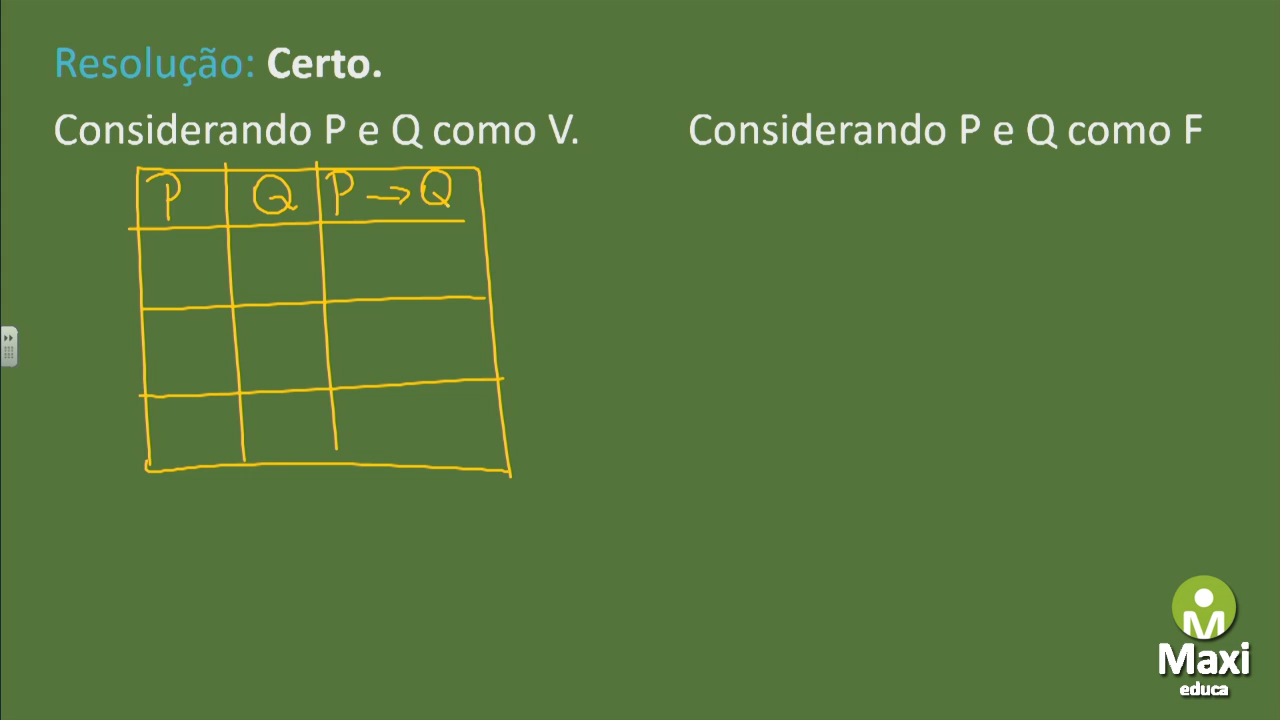 Resolução: Certo.
Considerando P e Q como V.
Considerando P e Q como F
P Q P → Q
Maxi
educa